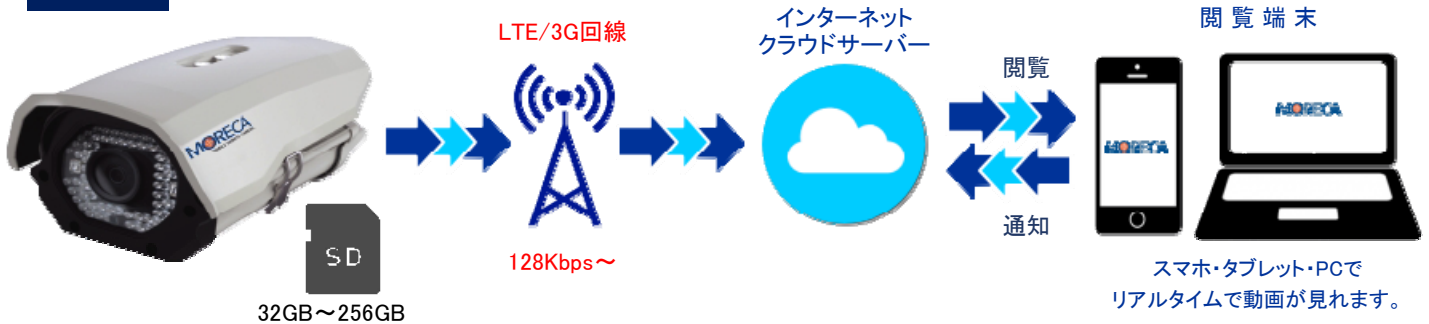 MORECA
SD
32GB～256GB
LTE/3G回線
128Kbps～
インターネット
クラウドサーバー
閲覧
通知
閲覧端末
MORECA
MORECA
スマホ・タブレット・PCで
リアルタイムで動画が見れます。